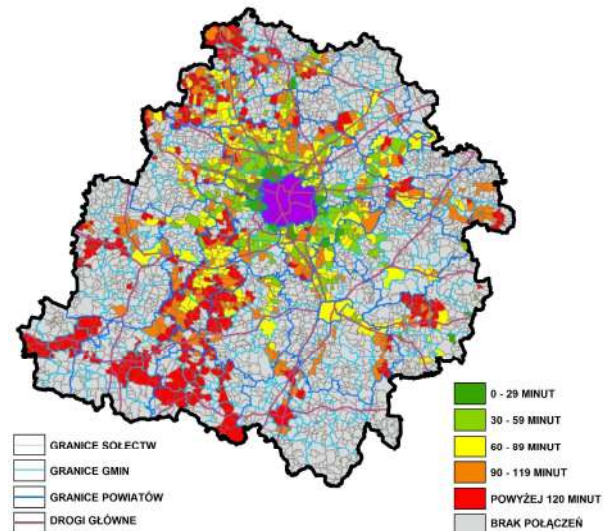 GRANICE SOŁECTW
GRANICE GMIN
GRANICE POWIATÓW
DROGI GŁÓWNE
0 - 29 MINUT
30 - 59 MINUT
60 - 89 MINUT
90 - 119 MINUT
POWYŻEJ 120 MINUT
BRAK POŁĄCZEŃ